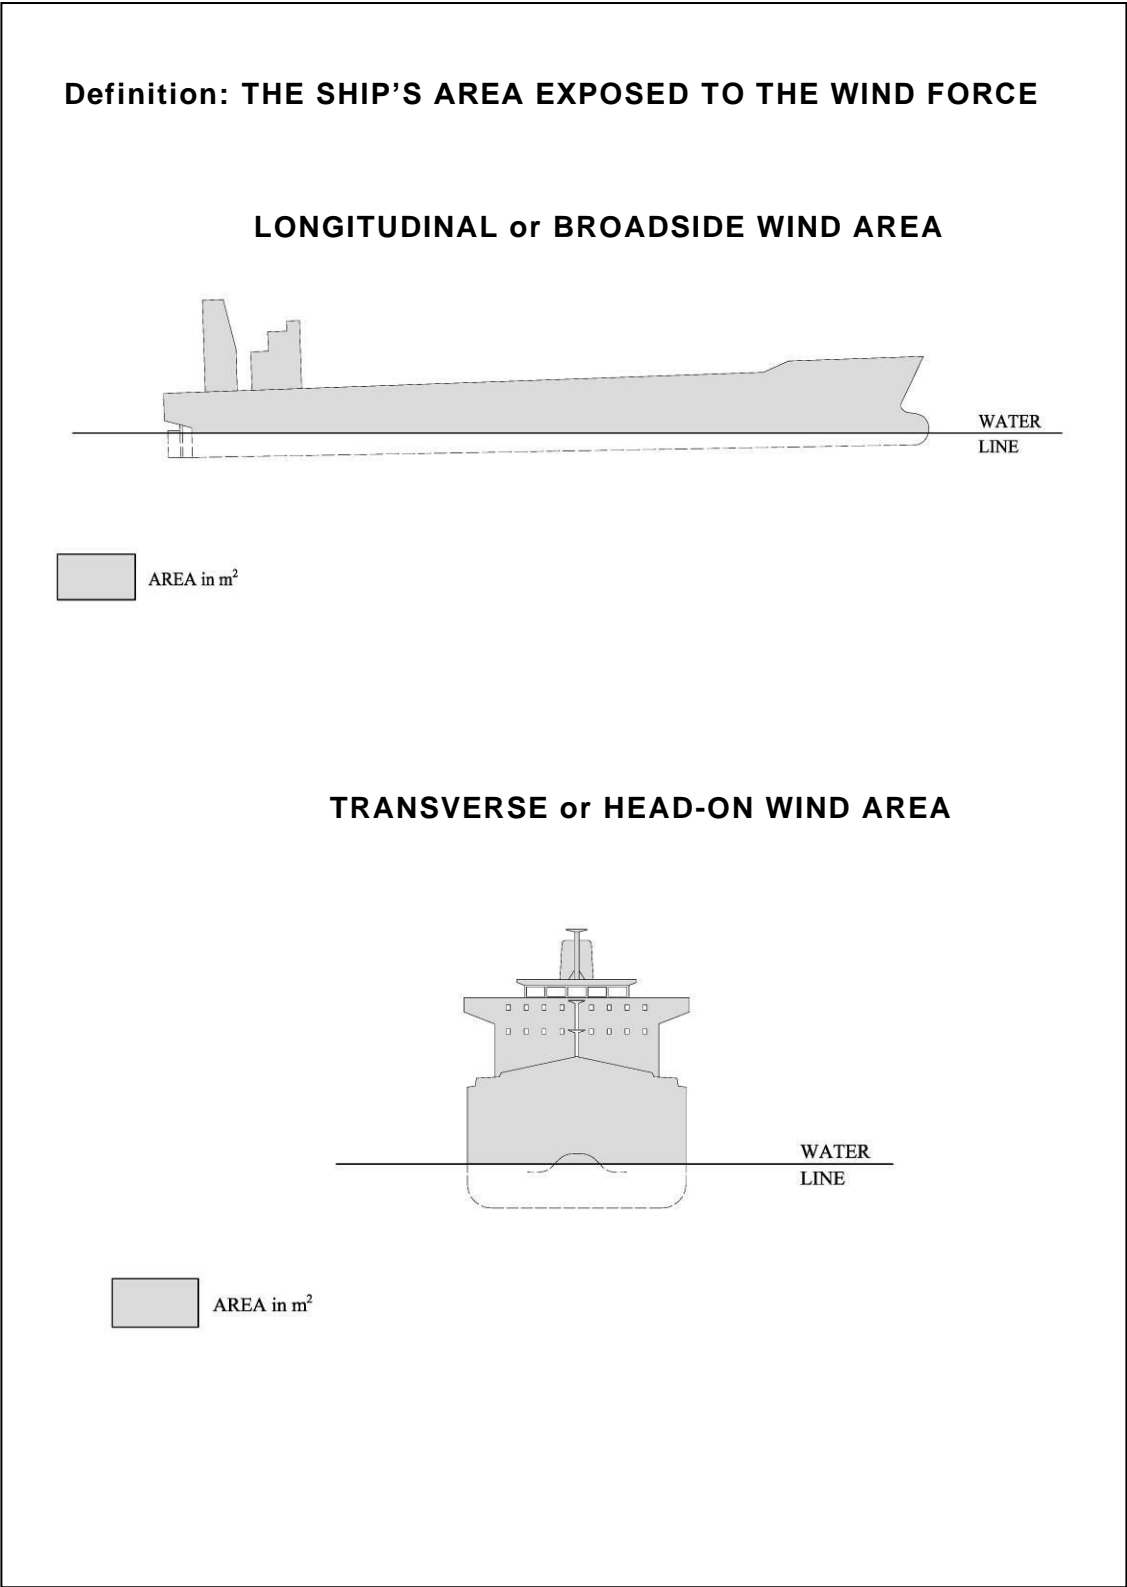 Definition: THE SHIP’S AREA EXPOSED TO THE WIND FORCE
LONGITUDINAL or BROADSIDE WIND AREA
WATER
LINE
AREA in m²
TRANSVERSE or HEAD-ON WIND AREA
WATER
LINE
AREA in m²